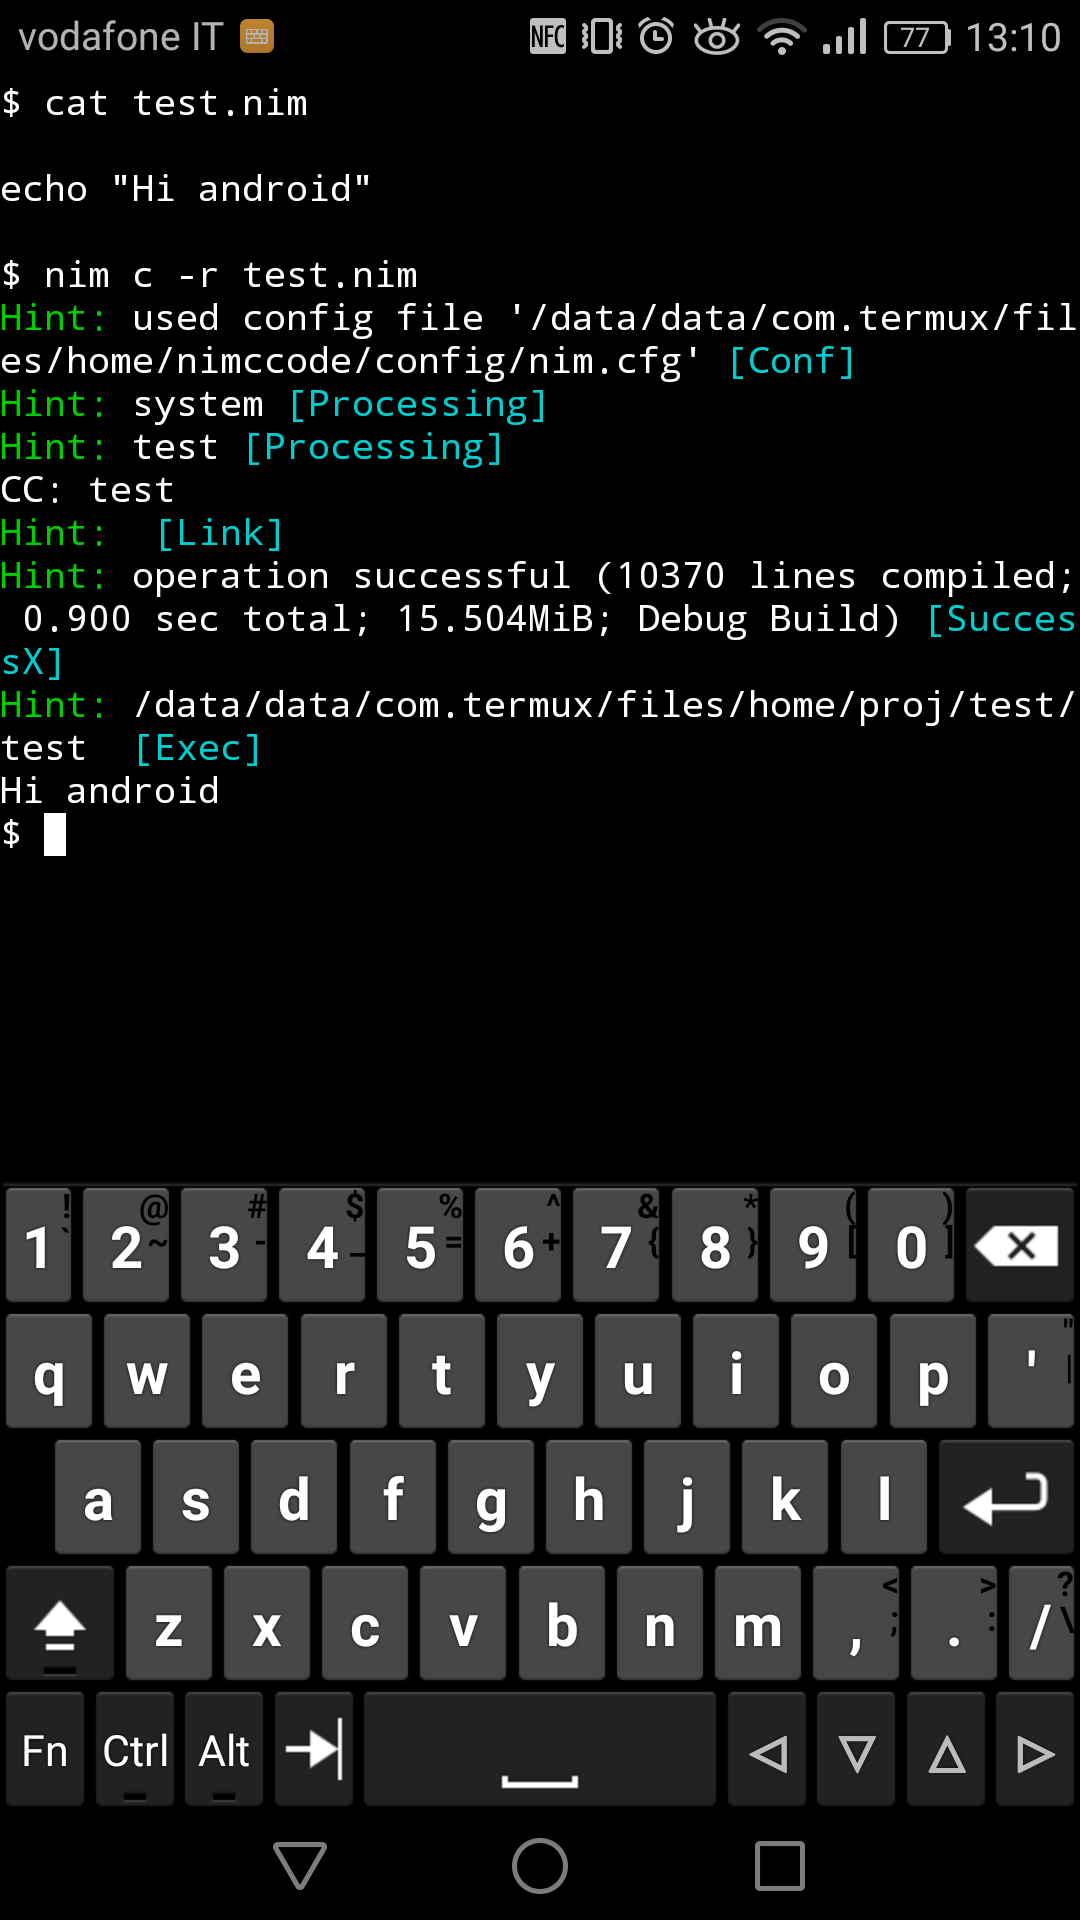 vodafone IT NFC 77 13:10
$ cat test.nim
echo "Hi android"
$ nim c -r test.nim
Hint: used config file '/data/data/com.termux/fil
es/home/nimccode/config/nim.cfg' [Conf]
Hint: system [Processing]
Hint: test [Processing]
CC: test
Hint:  [Link]
Hint: operation successful (10370 lines compiled;
 0.900 sec total; 15.504MiB; Debug Build) [Succes
sX]
Hint: /data/data/com.termux/files/home/proj/test/
test  [Exec]
Hi android
$
! @ # $ % ^ & * ( )
1 2 3 4 5 6 7 8 9 0
` ~ - _ = + { } [ ]
q w e r t y u i o p ' " |
a s d f g h j k l
z x c v b n m , < ; . > : / ? \
Fn Ctrl Alt